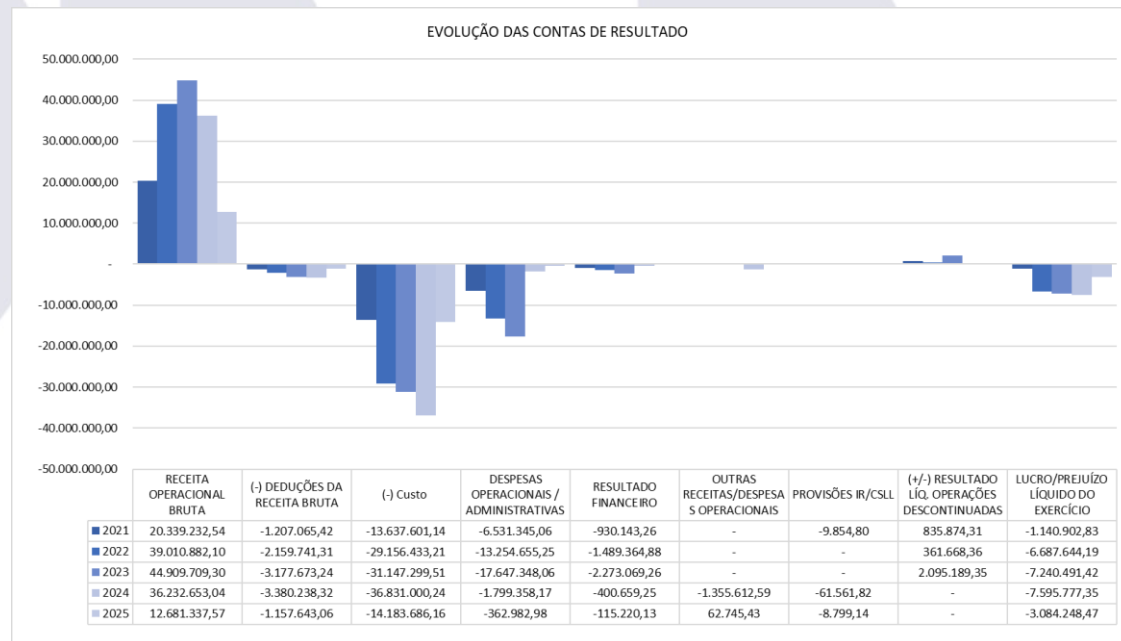 EVOLUÇÃO DAS CONTAS DE RESULTADO
50.000.000,00
40.000.000,00
30.000.000,00
20.000.000,00
10.000.000,00
-
-10.000.000,00
-20.000.000,00
-30.000.000,00
-40.000.000,00
-50.000.000,00
RECEITA OPERACIONAL BRUTA (-) DEDUÇÕES DA RECEITA BRUTA (-) Custo DESPESAS OPERACIONAIS / ADMINISTRATIVAS RESULTADO FINANCEIRO OUTRAS RECEITAS/DESPESA S OPERACIONAIS PROVISÕES IR/CSLL (+/-) RESULTADO LÍQ. OPERAÇÕES DESCONTINUADAS LUCRO/PREJUÍZO LÍQUIDO DO EXERCÍCIO
2021 20.339.232,54 -1.207.065,42 -13.637.601,14 -6.531.345,06 -930.143,26 - -9.854,80 835.874,31 -1.140.902,83
2022 39.010.882,10 -2.159.741,31 -29.156.433,21 -13.254.655,25 -1.489.364,88 - - 361.668,36 -6.687.644,19
2023 44.909.709,30 -3.177.673,24 -31.147.299,51 -17.647.348,06 -2.273.069,26 - - 2.095.189,35 -7.240.491,42
2024 36.232.653,04 -3.380.238,32 -36.831.000,24 -1.799.358,17 -400.659,25 -1.355.612,59 -61.561,82 - -7.595.777,35
2025 12.681.337,57 -1.157.643,06 -14.183.686,16 -362.982,98 -115.220,13 62.745,43 -8.799,14 - -3.084.248,47